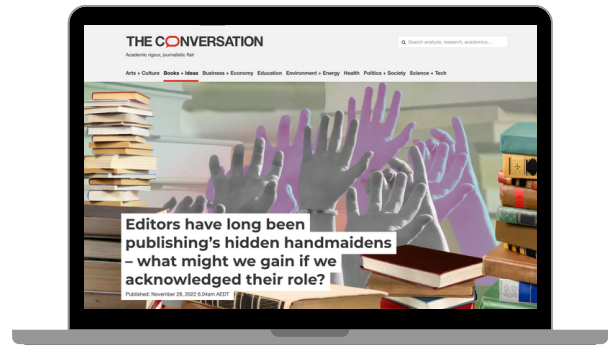 THE CONVERSATION
Academic rigour, journalistic flair
Search analysis, research, academics...
Arts + Culture Books + Ideas Business + Economy Education Environment + Energy Health Politics + Society Science + Tech
Editors have long been
publishing's hidden handmaidens
– what might we gain if we
acknowledged their role?
Published: November 28, 2022 6.04am AEDT